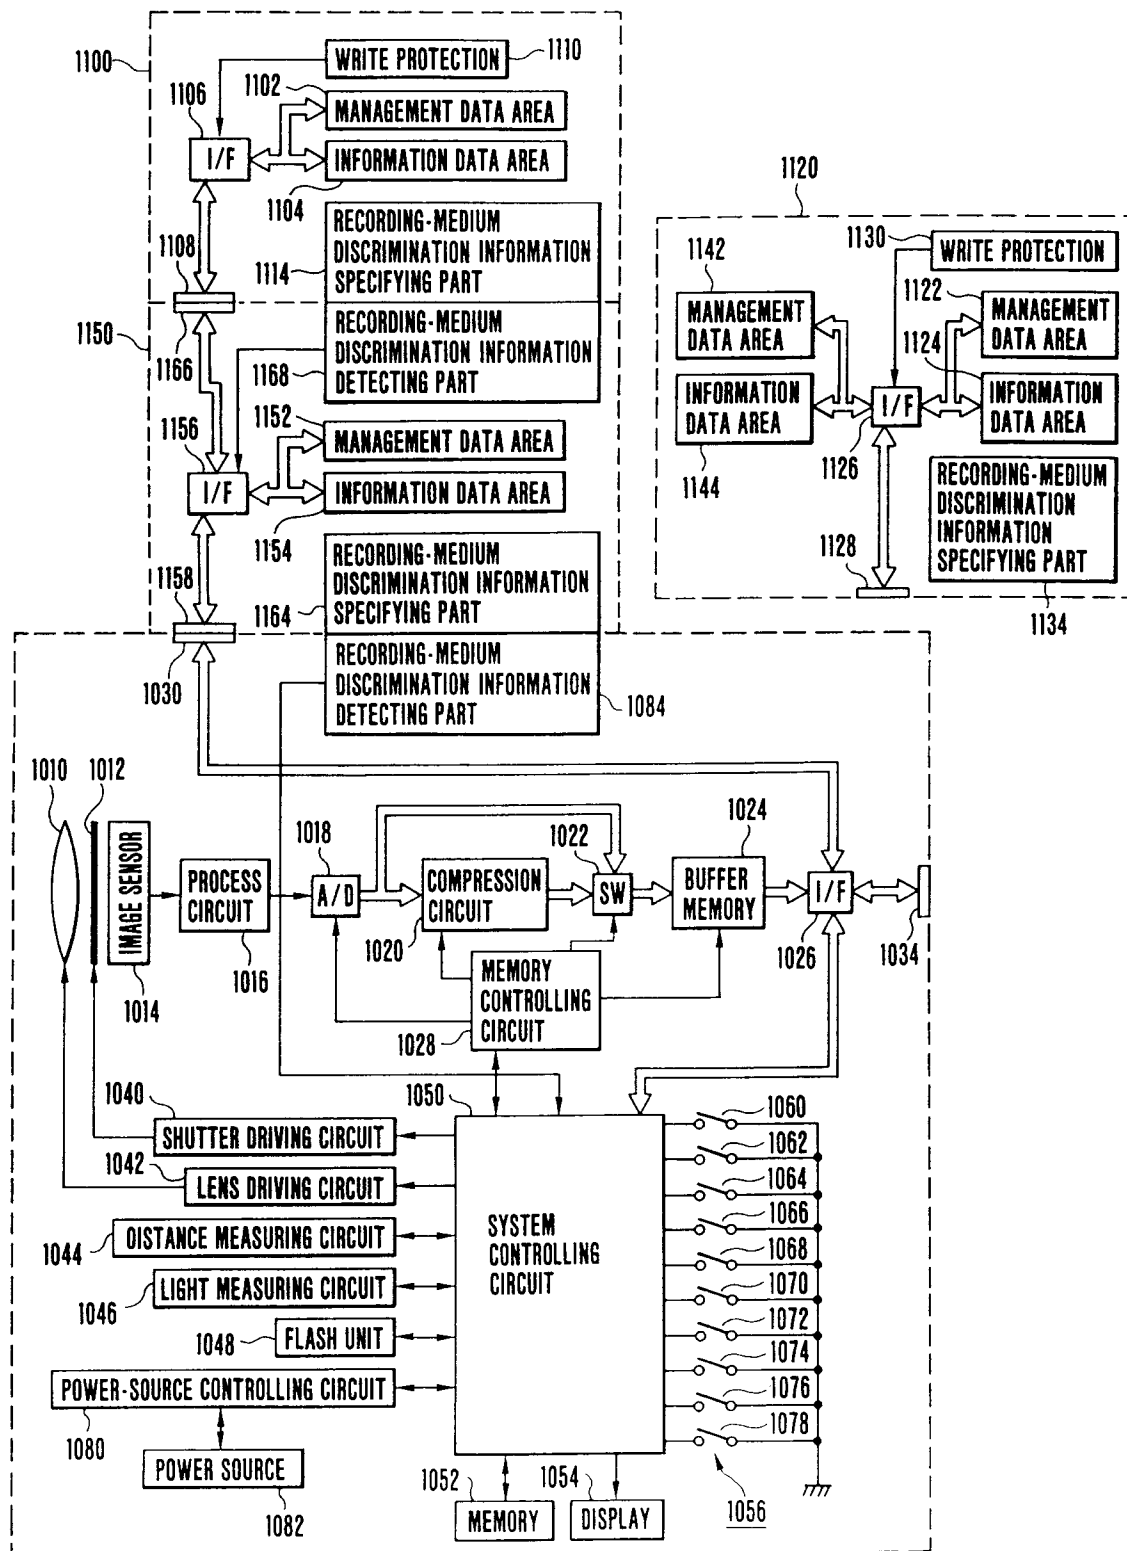 1100
WRITE PROTECTION
1110
1102
1106
MANAGEMENT DATA AREA
I/F
INFORMATION DATA AREA
1104
RECORDING-MEDIUM
DISCRIMINATION INFORMATION
SPECIFYING PART
1114
1108
1150
1166
RECORDING-MEDIUM
DISCRIMINATION INFORMATION
DETECTING PART
1168
1152
1156
MANAGEMENT DATA AREA
I/F
INFORMATION DATA AREA
1154
1158
RECORDING-MEDIUM
DISCRIMINATION INFORMATION
SPECIFYING PART
1164
1030
RECORDING-MEDIUM
DISCRIMINATION INFORMATION
DETECTING PART
1084
1120
1130
WRITE PROTECTION
1142
1122
MANAGEMENT
DATA AREA
MANAGEMENT
DATA AREA
1124
INFORMATION
DATA AREA
I/F
INFORMATION
DATA AREA
1126
1144
RECORDING-MEDIUM
DISCRIMINATION
INFORMATION
SPECIFYING PART
1128
1134
1010
1012
IMAGE SENSOR
1014
PROCESS
CIRCUIT
1016
1018
A/D
COMPRESSION
CIRCUIT
1020
1022
SW
1024
BUFFER
MEMORY
I/F
1026
1034
MEMORY
CONTROLLING
CIRCUIT
1028
1040
SHUTTER DRIVING CIRCUIT
1042
LENS DRIVING CIRCUIT
DISTANCE MEASURING CIRCUIT
1044
LIGHT MEASURING CIRCUIT
1046
FLASH UNIT
1048
POWER-SOURCE CONTROLLING CIRCUIT
1080
POWER SOURCE
1082
1050
SYSTEM
CONTROLLING
CIRCUIT
1060
1062
1064
1066
1068
1070
1072
1074
1076
1078
1056
1052
MEMORY
1054
DISPLAY